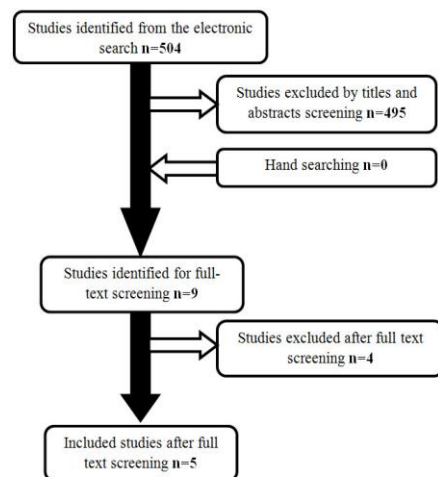 Studies identified from the electronic
search n=504
Studies excluded by titles and
abstracts screening n=495
Hand searching n=0
Studies identified for full-
text screening n=9
Studies excluded after full text
screening n=4
Included studies after full
text screening n=5